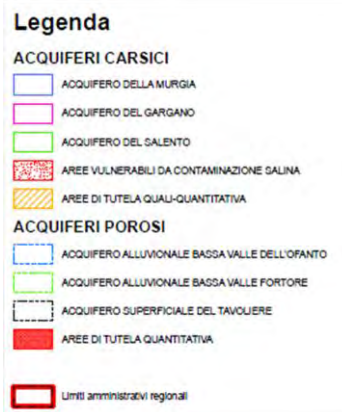 Legenda
ACQUIFERI CARSICI
ACQUIFERO DELLA MURGIA
ACQUIFERO DEL GARGANO
ACQUIFERO DEL SALENTO
AREE VULNERABILI DA CONTAMINAZIONE SALINA
AREE DI TUTELA QUALI-QUANTITATIVA
ACQUIFERI POROSI
ACQUIFERO ALLUVIONALE BASSA VALLE DELL'OFANTO
ACQUIFERO ALLUVIONALE BASSA VALLE FORTORE
ACQUIFERO SUPERFICIALE DEL TAVOLIERE
AREE DI TUTELA QUANTITATIVA
Limiti amministrativi regionali